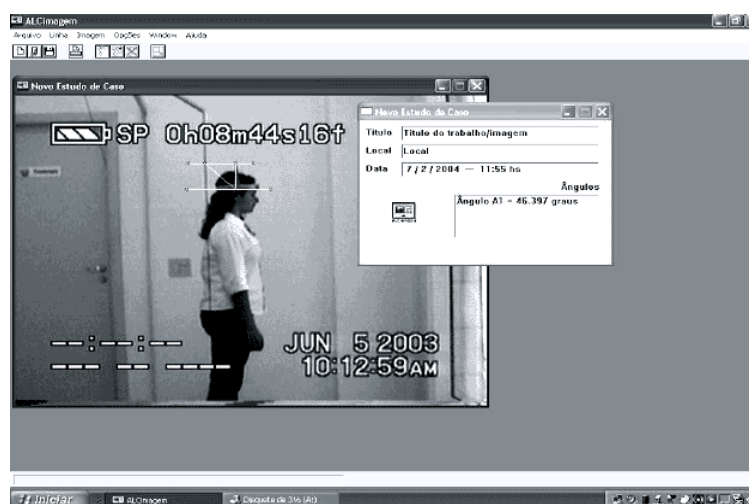 ALCImagem
Arquivo Linha Imagem Opções Window Ajuda
Novo Estudo de Caso
SP 0h08m44s16f
JUN 5 2003
10:12:59AM
Novo Estudo de Caso
Título Título do trabalho/imagem
Local Local
Data 7/2/2004 — 11:55 hs
Ângulos
Ângulo A1 = 46.397 graus
Iniciar ALCImagem Disquete de 3½ (A:)